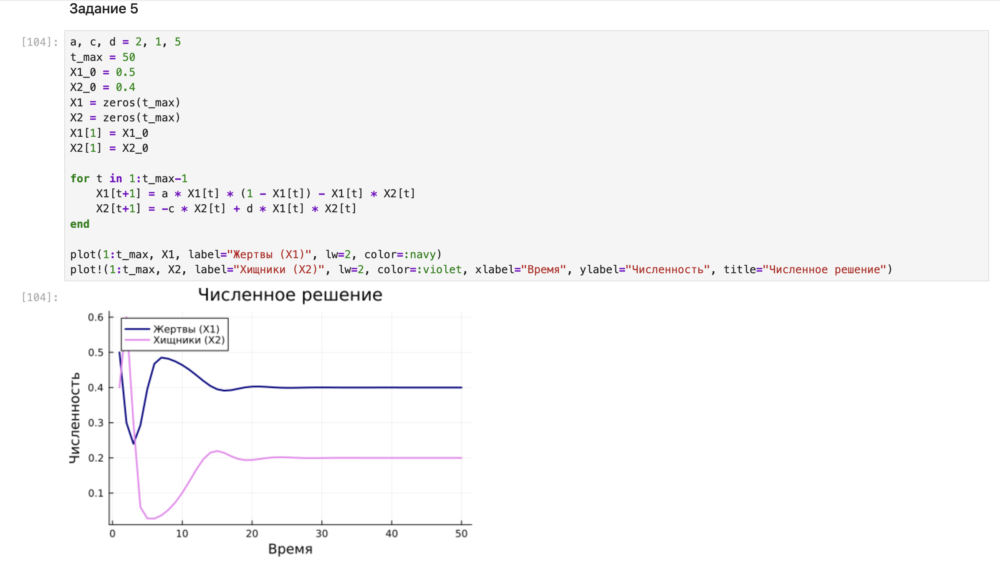 Задание 5
[104]:
a, c, d = 2, 1, 5
t_max = 50
X1_0 = 0.5
X2_0 = 0.4
X1 = zeros(t_max)
X2 = zeros(t_max)
X1[1] = X1_0
X2[1] = X2_0
for t in 1:t_max-1
    X1[t+1] = a * X1[t] * (1 - X1[t]) - X1[t] * X2[t]
    X2[t+1] = -c * X2[t] + d * X1[t] * X2[t]
end
plot(1:t_max, X1, label="Жертвы (X1)", lw=2, color=:navy)
plot!(1:t_max, X2, label="Хищники (X2)", lw=2, color=:violet, xlabel="Время", ylabel="Численность", title="Численное решение")
[104]:
Численное решение
Жертвы (X1)
Хищники (X2)
Численность
0.6
0.5
0.4
0.3
0.2
0.1
0 10 20 30 40 50
Время